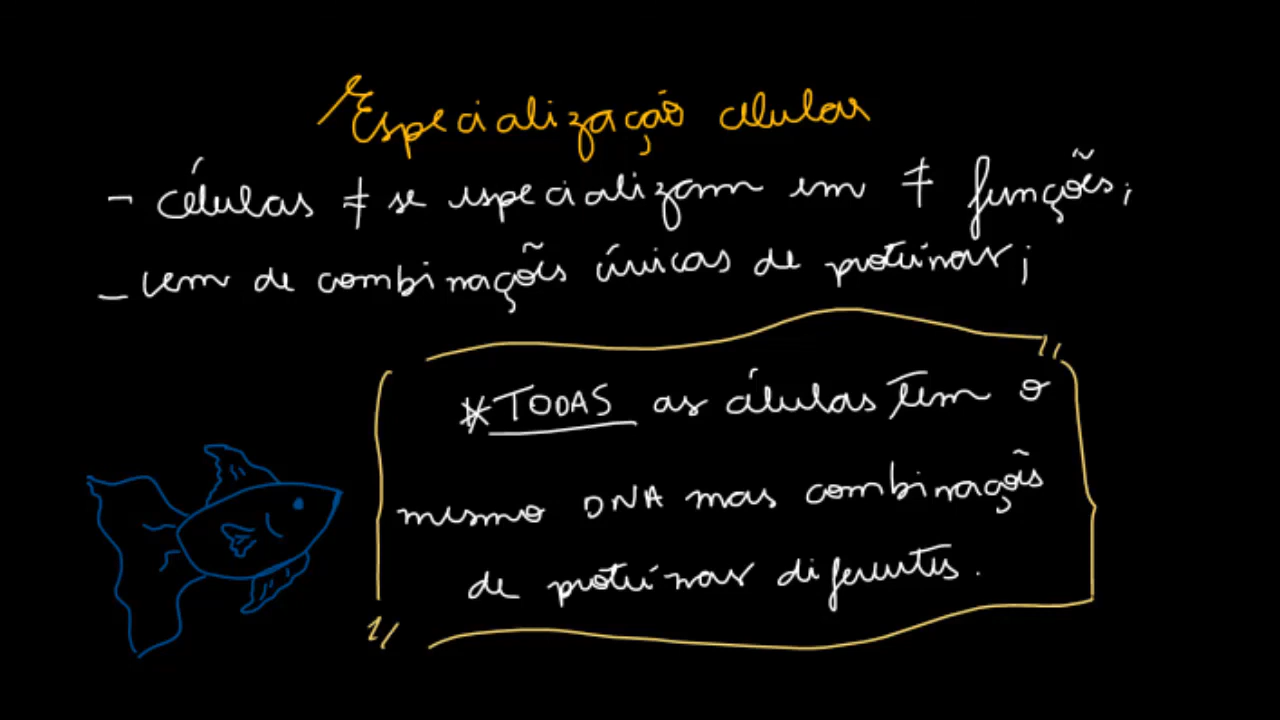 Especialização celular
- células ≠ se especializam em ≠ funções;
- vem de combinações únicas de proteínas;
*TODAS as células tem o
mesmo DNA mas combinações
de proteínas diferentes.